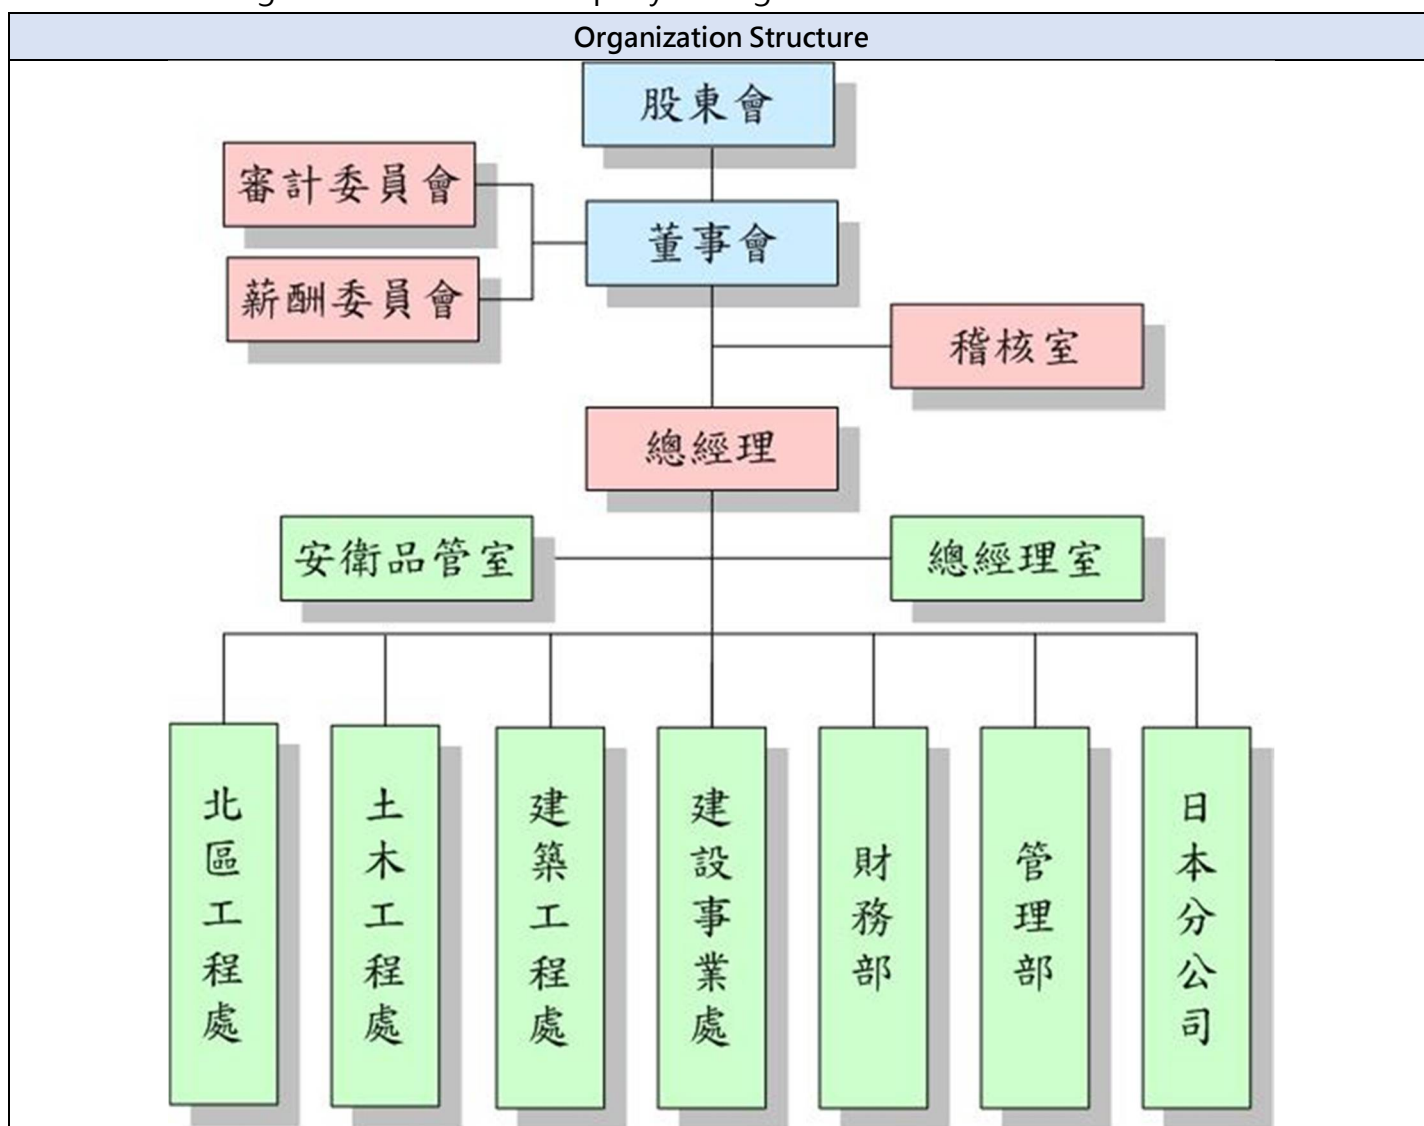 Organization Structure
股東會
審計委員會
董事會
薪酬委員會
稽核室
總經理
安衛品管室
總經理室
北區工程處
土木工程處
建築工程處
建設事業處
財務部
管理部
日本分公司